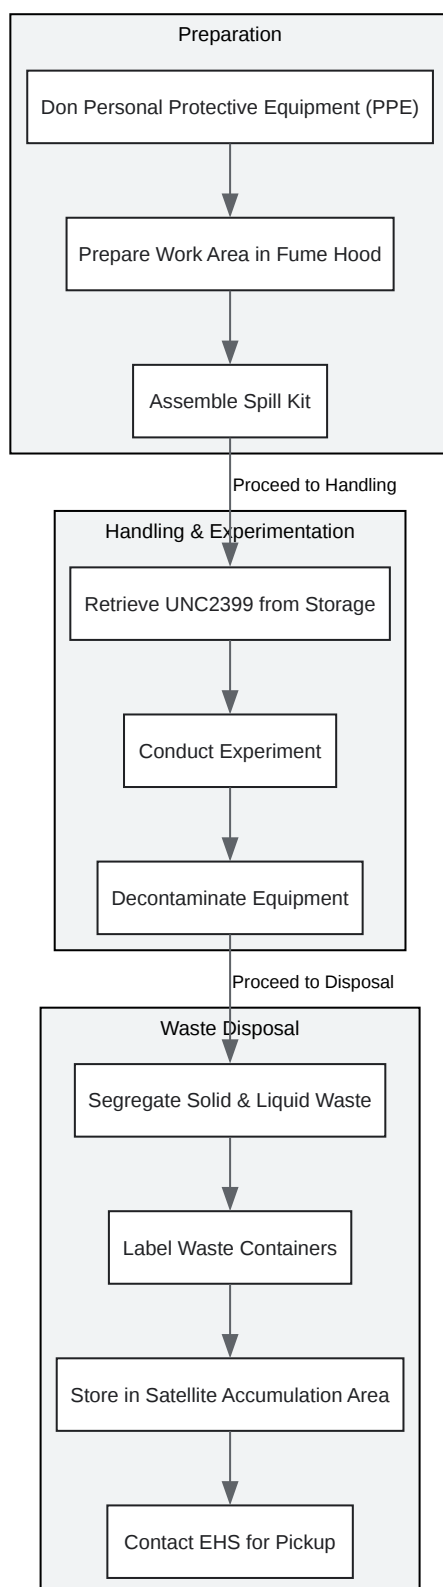 Preparation
Don Personal Protective Equipment (PPE)
Prepare Work Area in Fume Hood
Assemble Spill Kit
Proceed to Handling
Handling & Experimentation
Retrieve UNC2399 from Storage
Conduct Experiment
Decontaminate Equipment
Proceed to Disposal
Waste Disposal
Segregate Solid & Liquid Waste
Label Waste Containers
Store in Satellite Accumulation Area
Contact EHS for Pickup